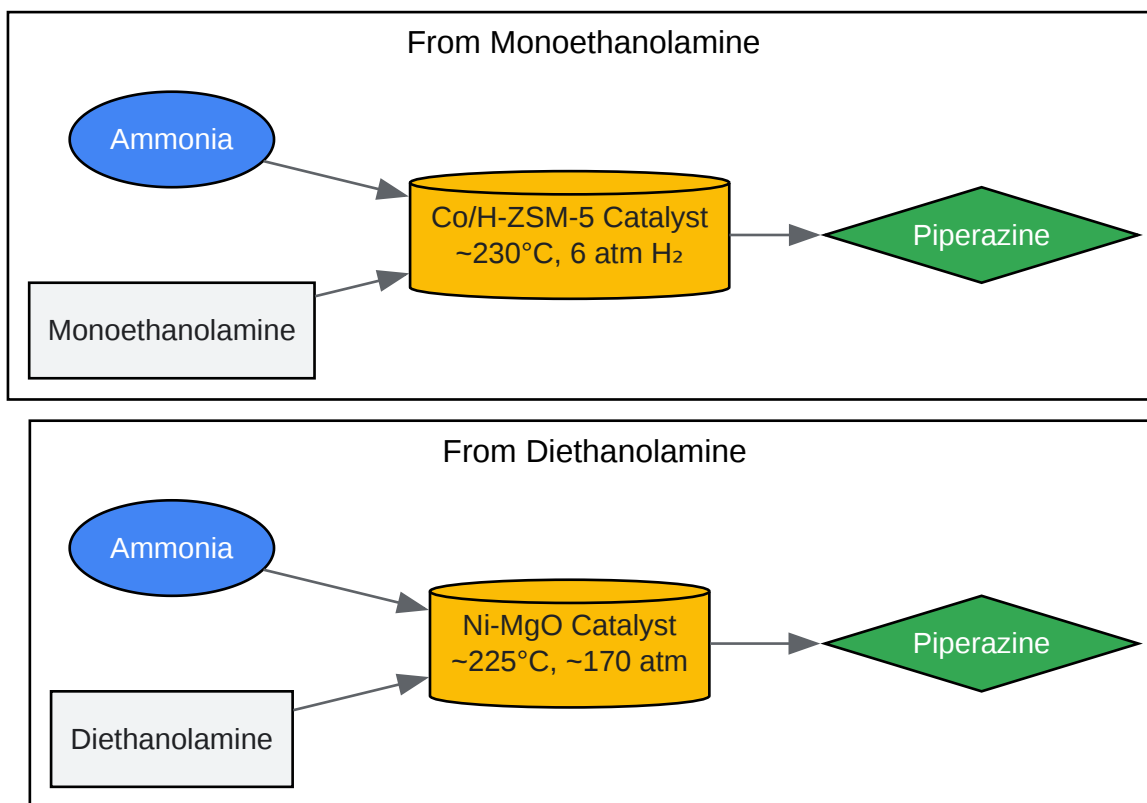 From Monoethanolamine
Ammonia
Co/H-ZSM-5 Catalyst
~230°C, 6 atm H₂
Piperazine
Monoethanolamine
From Diethanolamine
Ammonia
Ni-MgO Catalyst
~225°C, ~170 atm
Piperazine
Diethanolamine